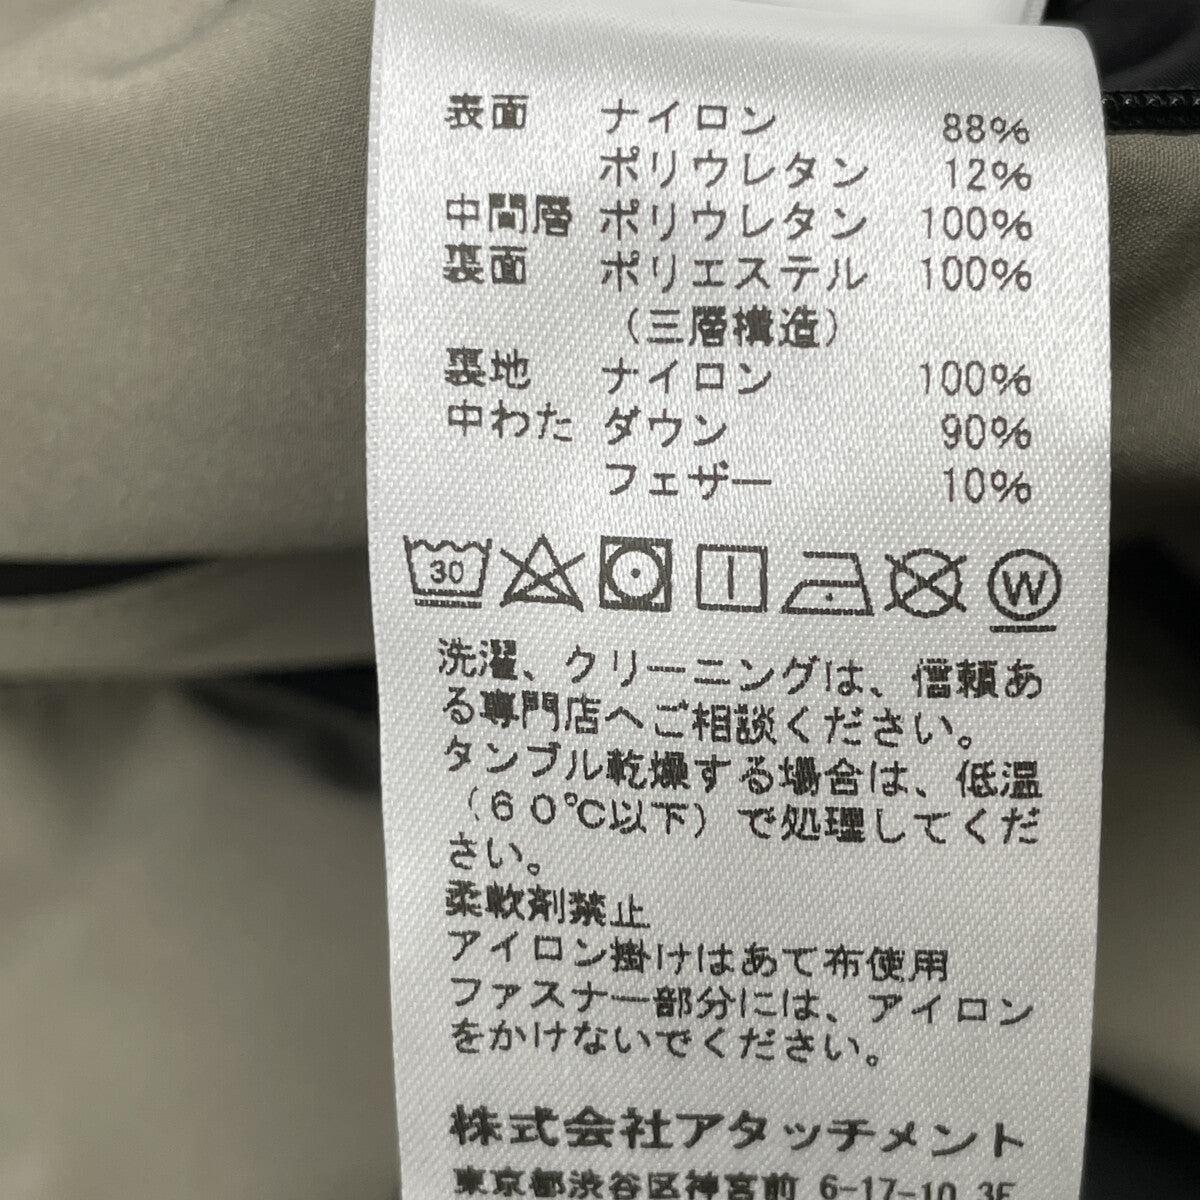 表面 ナイロン 88%
ポリウレタン 12%
中間層 ポリウレタン 100%
裏面 ポリエステル 100%
（三層構造）
裏地 ナイロン 100%
中わた ダウン 90%
フェザー 10%
30 W
洗濯、クリーニングは、信頼あ
る専門店へご相談ください。
タンブル乾燥する場合は、低温
（60℃以下）で処理してくだ
さい。
柔軟剤禁止
アイロン掛けはあて布使用
ファスナー部分には、アイロン
をかけないでください。
株式会社アタッチメント
東京都渋谷区神宮前 6-17-10 3F